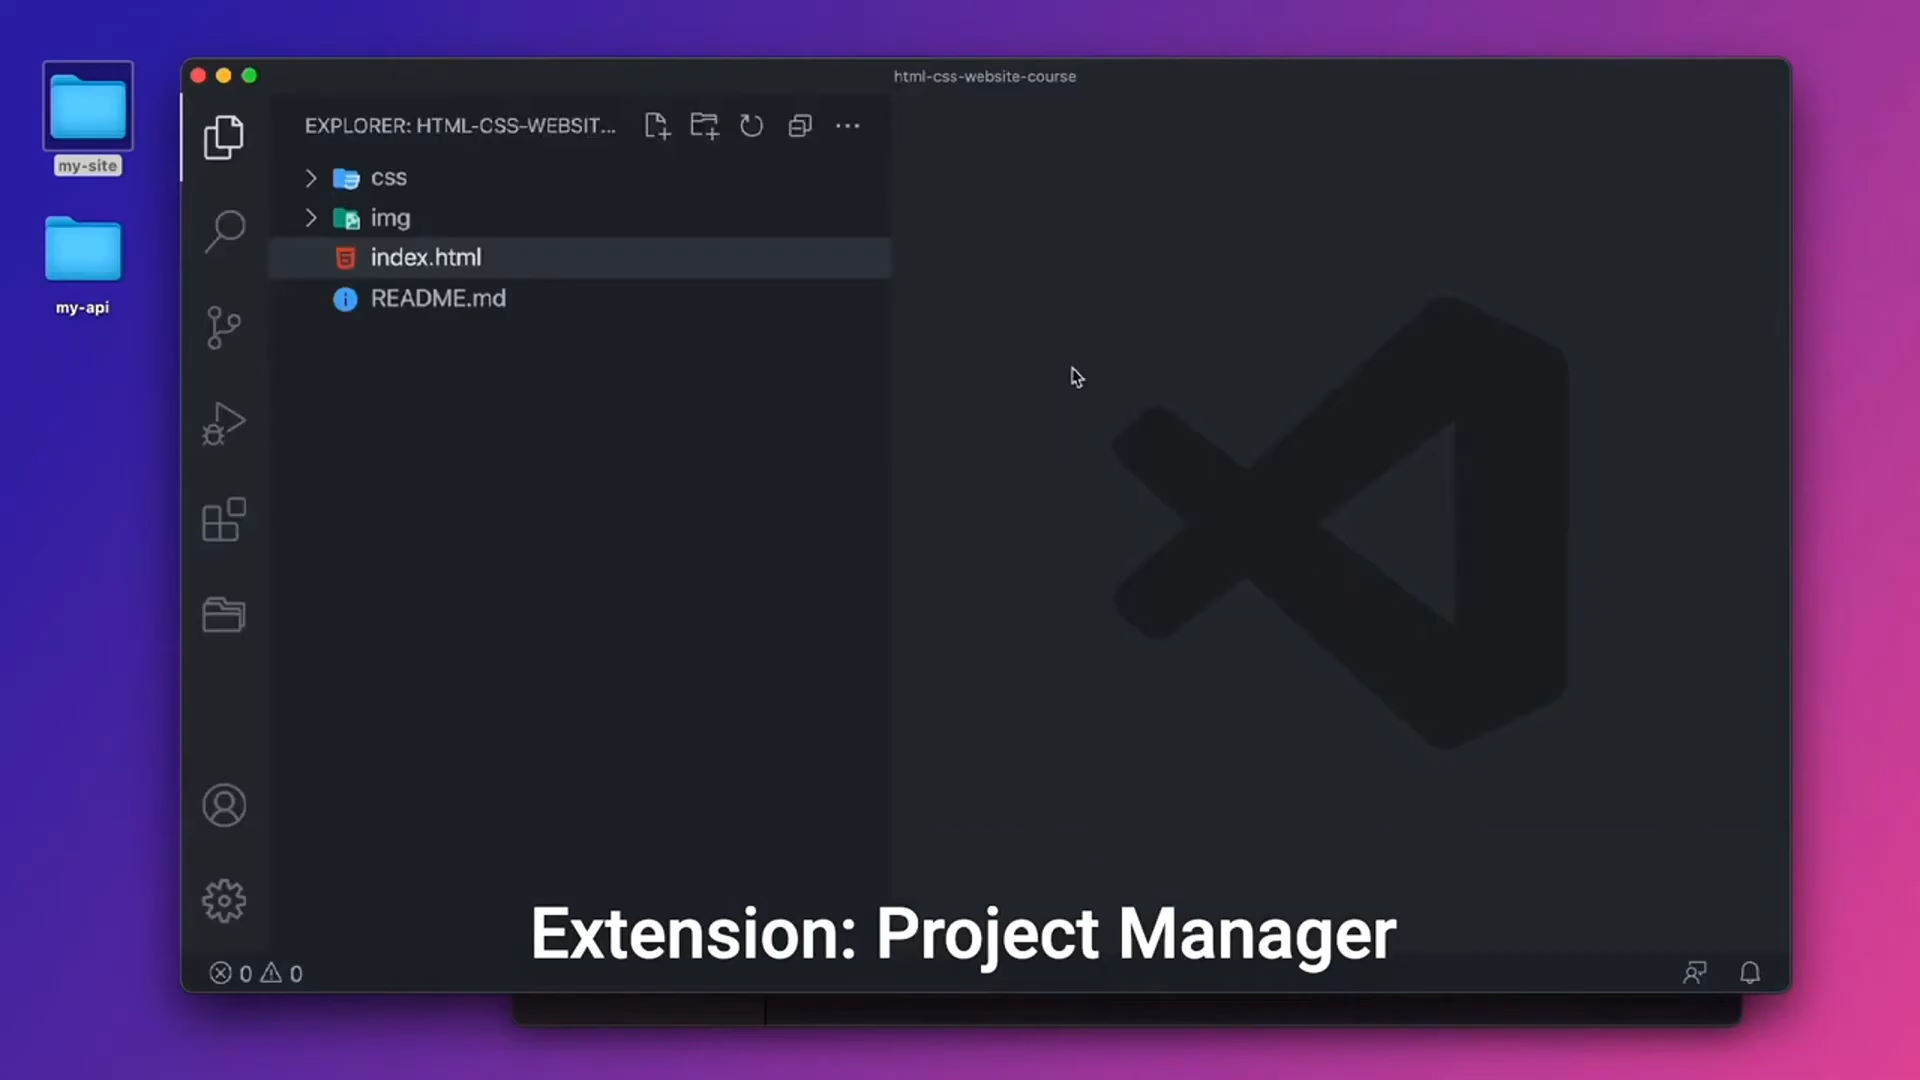 html-css-website-course
my-site
my-api
EXPLORER: HTML-CSS-WEBSIT...
css
img
index.html
README.md
Extension: Project Manager
0 0